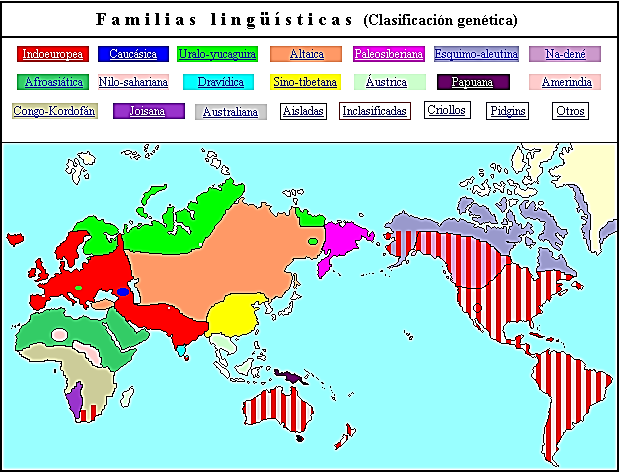 Familias lingüísticas (Clasificación genética)
Indoeuropea Caucásica Uralo-yucaguira Altaica Paleosiberiana Esquimo-aleutina Na-dené
Afroasiática Nilo-sahariana Dravídica Sino-tibetana Áustrica Papuana Amerindia
Congo-Kordofán Joisana Australiana Aisladas Inclasificadas Criollos Pidgins Otros